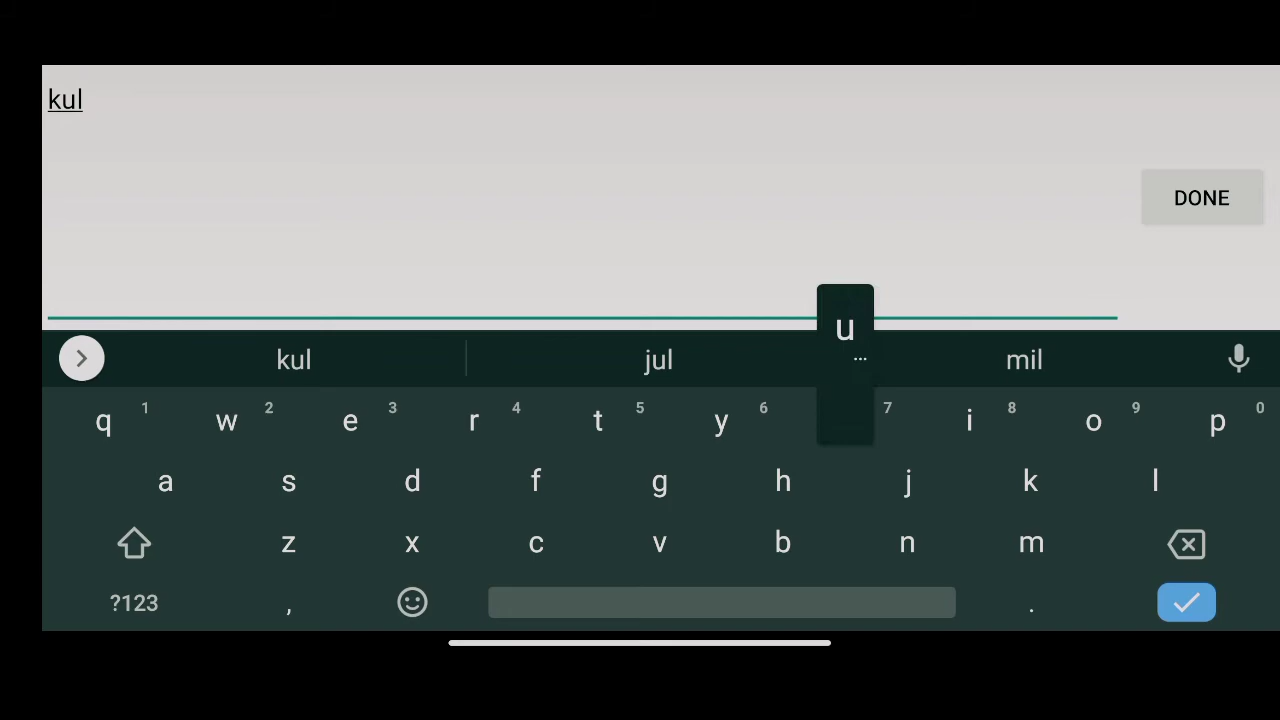 kul
DONE
u
...
kul
jul
mil
q 1 w 2 e 3 r 4 t 5 y 6 7 i 8 o 9 p 0
a s d f g h j k l
z x c v b n m
?123 , .